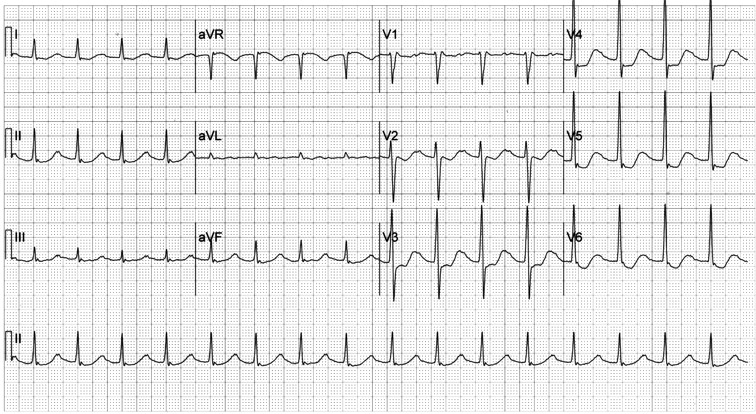 I aVR V1 V4
II aVL V2 V5
III aVF V3 V6
II